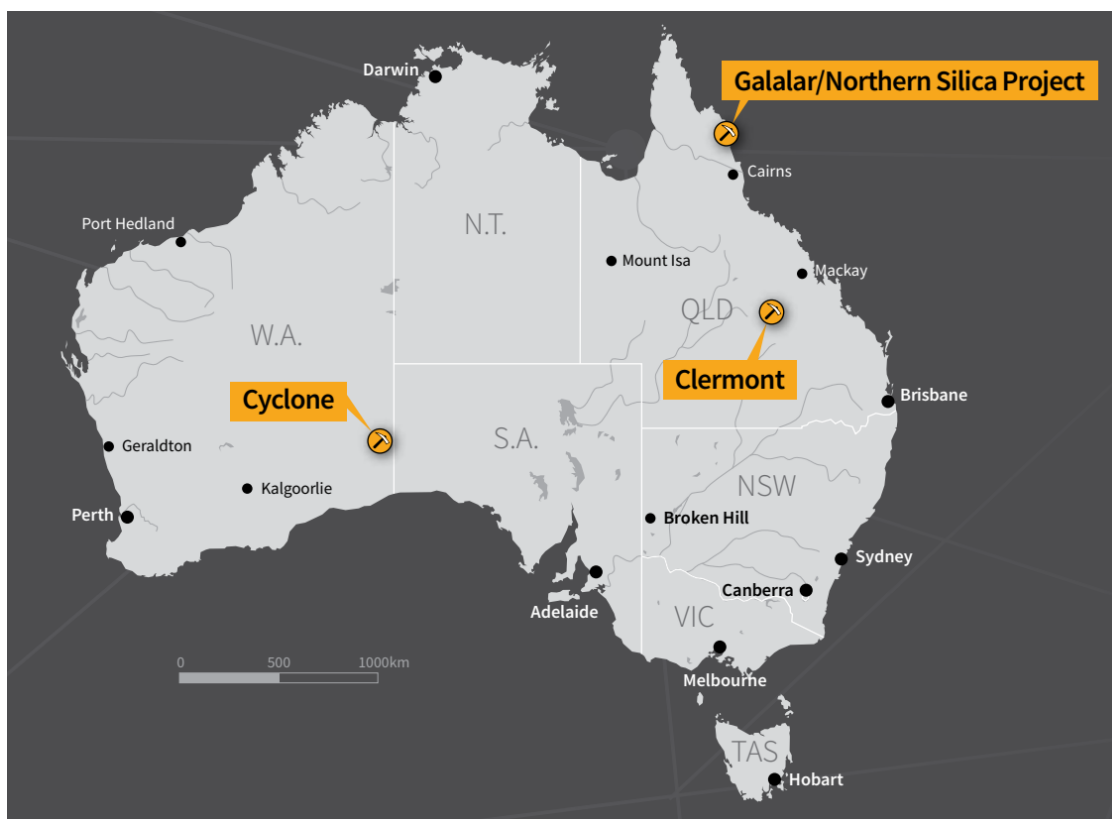 Darwin
Galalar/Northern Silica Project
Cairns
Port Hedland
N.T.
Mount Isa
Mackay
QLD
W.A.
Clermont
Cyclone
Brisbane
S.A.
Geraldton
NSW
Kalgoorlie
Perth
Broken Hill
Sydney
Canberra
Adelaide
VIC
0 500 1000km
Melbourne
TAS
Hobart